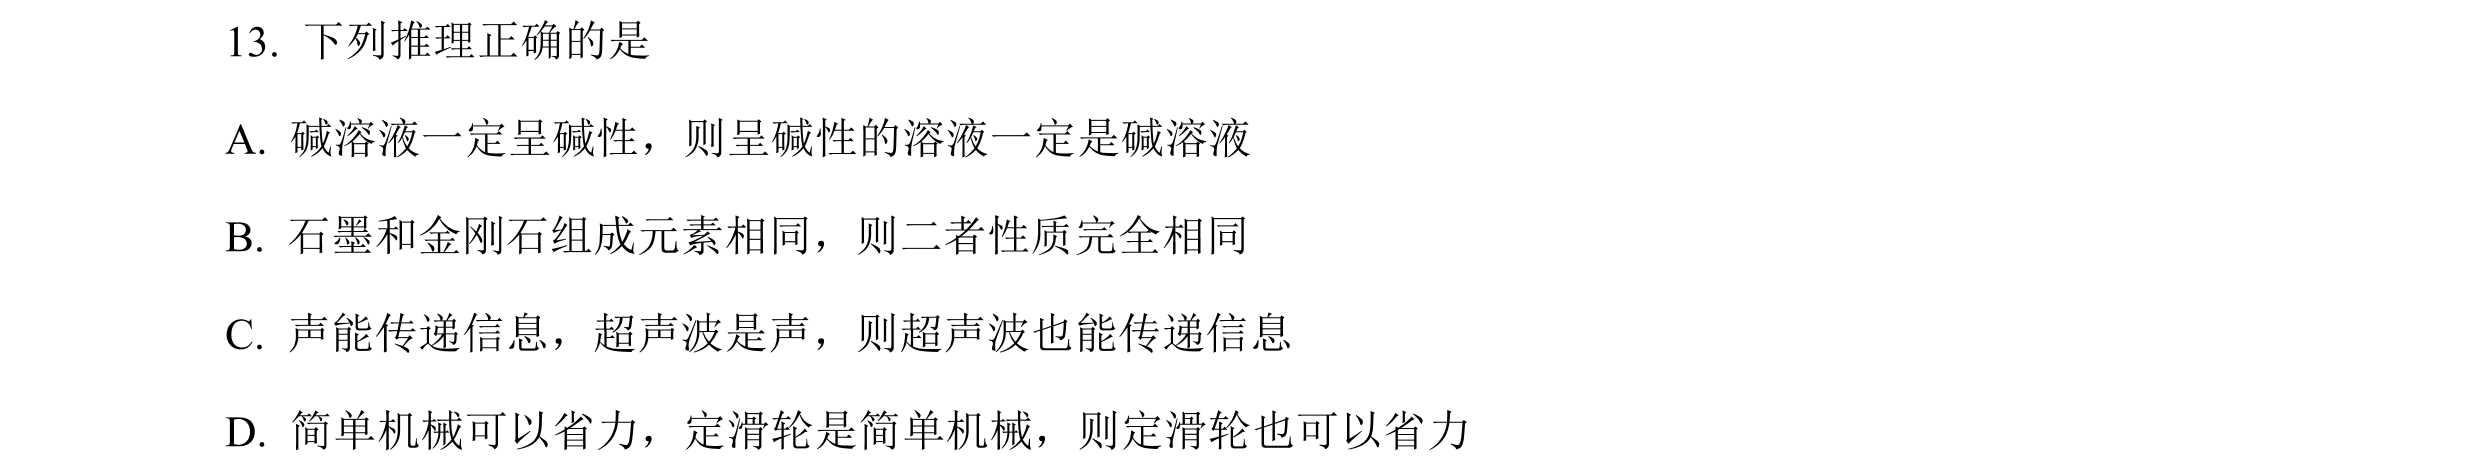 13. 下列推理正确的是
A. 碱溶液一定呈碱性，则呈碱性的溶液一定是碱溶液
B. 石墨和金刚石组成元素相同，则二者性质完全相同
C. 声能传递信息，超声波是声，则超声波也能传递信息
D. 简单机械可以省力，定滑轮是简单机械，则定滑轮也可以省力